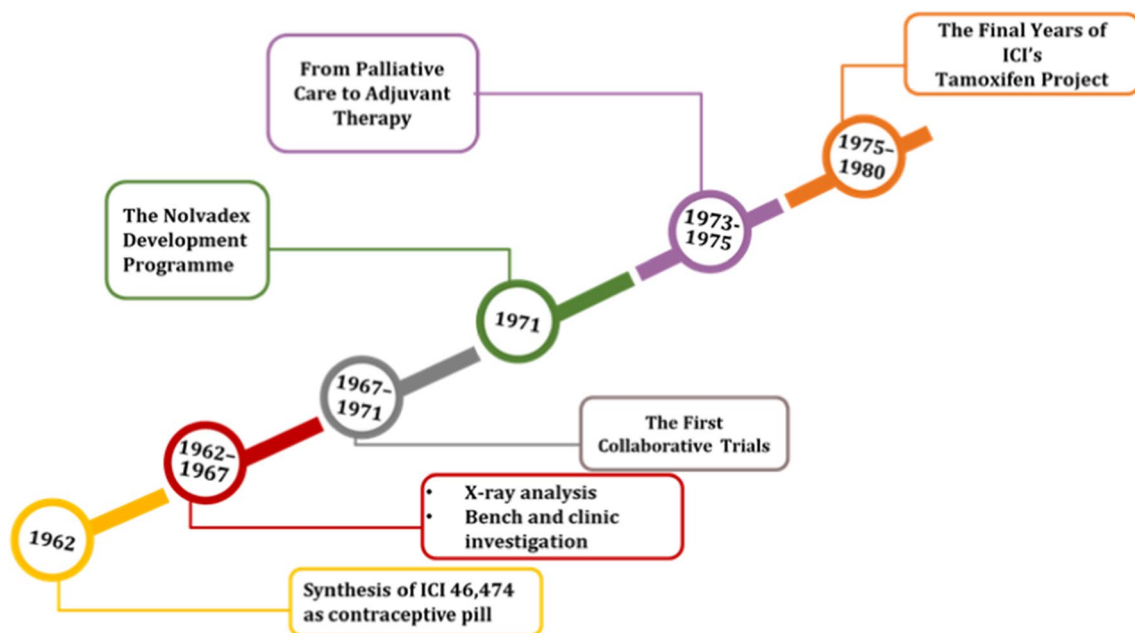 The Final Years of
ICI's
Tamoxifen Project
From Palliative
Care to Adjuvant
Therapy
1975–
1980
The Nolvadex
Development
Programme
1973-
1975
1971
1967–
1971
The First
Collaborative Trials
1962–
1967
• X-ray analysis
• Bench and clinic
investigation
1962
Synthesis of ICI 46,474
as contraceptive pill